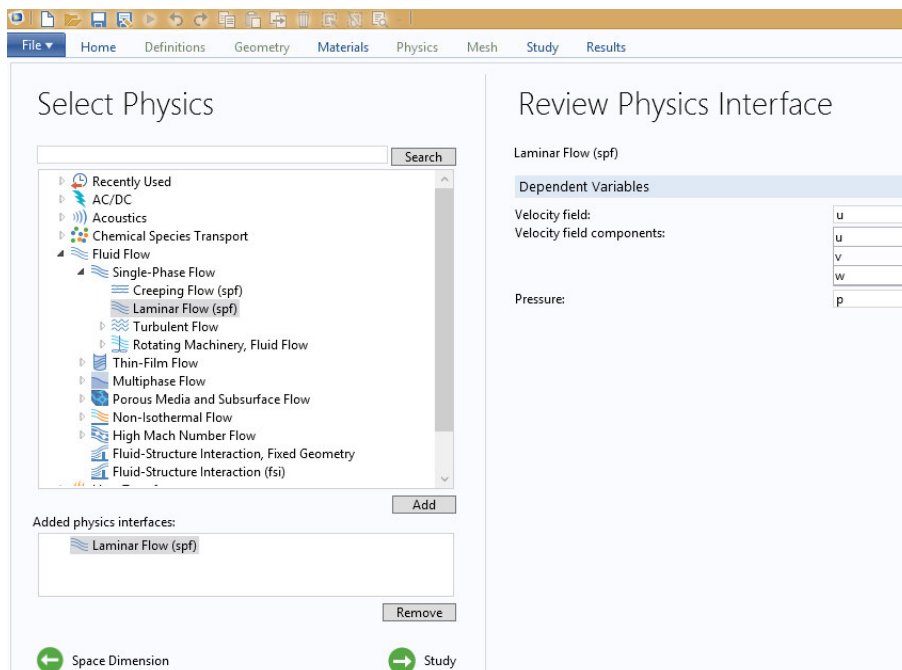 File
Home
Definitions
Geometry
Materials
Physics
Mesh
Study
Results
Select Physics
Search
Recently Used
AC/DC
Acoustics
Chemical Species Transport
Fluid Flow
Single-Phase Flow
Creeping Flow (spf)
Laminar Flow (spf)
Turbulent Flow
Rotating Machinery, Fluid Flow
Thin-Film Flow
Multiphase Flow
Porous Media and Subsurface Flow
Non-Isothermal Flow
High Mach Number Flow
Fluid-Structure Interaction, Fixed Geometry
Fluid-Structure Interaction (fsi)
Add
Added physics interfaces:
Laminar Flow (spf)
Remove
Space Dimension
Study
Review Physics Interface
Laminar Flow (spf)
Dependent Variables
Velocity field: u
Velocity field components: u
v
w
Pressure: p